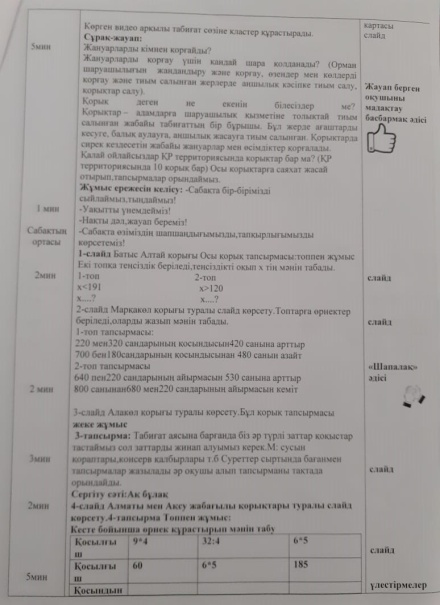 Көрген видео арқылы табиғат сөзіне кластер құрастырады.
Сұрақ-жауап:
5мин
Жануарларды кімнен қорғайды?
Жануарларды қорғау үшін қандай шара қолданады? (Орман
шаруашылығын жандандыру және қорғау, өзендер мен көлдерді
қорғау және тиым салынған жерлерде аншылық кәсіпке тиым салу,
қорықтар салу).
Қорық деген не екенін білесіздер ме?
Қорықтар – адамдарға шаруашылық қызметіне толықтай тиым
салынған жабайы табиғаттын бір бұрышы. Бұл жерде ағаштарды
кесуге, балық аулауға, аншылық жасауға тиым салынған. Қорықтарда
сирек кездесетін жабайы жануарлар мен өсімдіктер қорғалады.
Қалай ойлайсыздар ҚР территориясында қорықтар бар ма? (ҚР
территориясында 10 қорық бар) Осы қорықтарға саяхат жасай
отырып,тапсырмалар орындаймыз.
Жұмыс ережесін келісу: -Сабақта бір-бірімізді
сыйлаймыз,тыңдаймыз!
1 мин
-Уақытты үнемдейміз!
-Нақты дәл,жауап береміз!
Сабақтың
ортасы
-Сабақта өзіміздің шапшаңдығымызды,тапқырлығымызды
көрсетеміз!
1-слайд Батыс Алтай қорығы Осы қорық тапсырмасы:топпен жұмыс
Екі топқа теңсіздік беріледі,теңсіздікті оқып х тің мәнін табады.
2мин
1-топ 2-топ
х<191 х>120
х....? х....?
2-слайд Марқакөл қорығы туралы слайд көрсету.Топтарға өрнектер
беріледі,оларды жазып мәнін табады.
1-топ тапсырмасы:
220 мен320 сандарының қосындысын420 санына арттыр
700 бен180сандарының қосындысынан 480 санын азайт
2-топ тапсырмасы
640 пен220 сандарының айырмасын 530 санына арттыр
2 мин
800 санынан680 мен220 сандарының айырмасын кеміт
3-слайд Алакөл қорығы туралы көрсету.Бұл қорық тапсырмасы
жеке жұмыс
3-тапсырма: Табиғат аясына барғанда біз әр түрлі заттар қоқыстар
тастаймыз сол заттарды жинап алуымыз керек.М: сусын
3мин
қораптары,консерв қалбырлары т.б Суреттер сыртында бағанмен
тапсырмалар жазылады әр оқушы алып тапсырманы тақтада
орындайды.
Сергіту сәті:Ақ бұлақ
2мин
4-слайд Алматы мен Ақсу жабағылы қорықтары туралы слайд
көрсету.4-тапсырма Топпен жұмыс:
Кесте бойынша өрнек құрастырып мәнін табу
Қосылғы
ш
9*4 32:4 6*5
5мин
Қосылғы
ш
60 6*5 185
Қосындын
картасы
слайд
Жауап берген
оқушыны
мадақтау
басбармақ әдісі
слайд
слайд
«Шапалақ»
әдісі
слайд
слайд
үлестірмелер